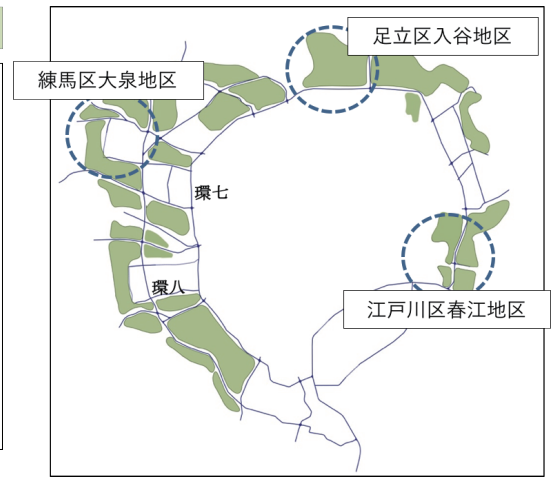 足立区入谷地区
練馬区大泉地区
環七
環八
江戸川区春江地区